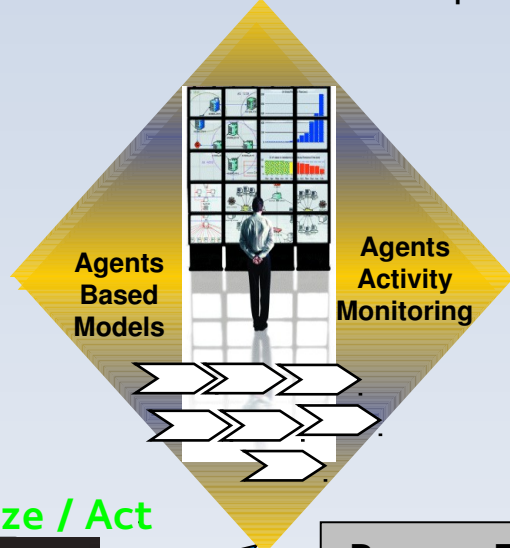 Agents
Based
Models
Agents
Activity
Monitoring
ze / Act